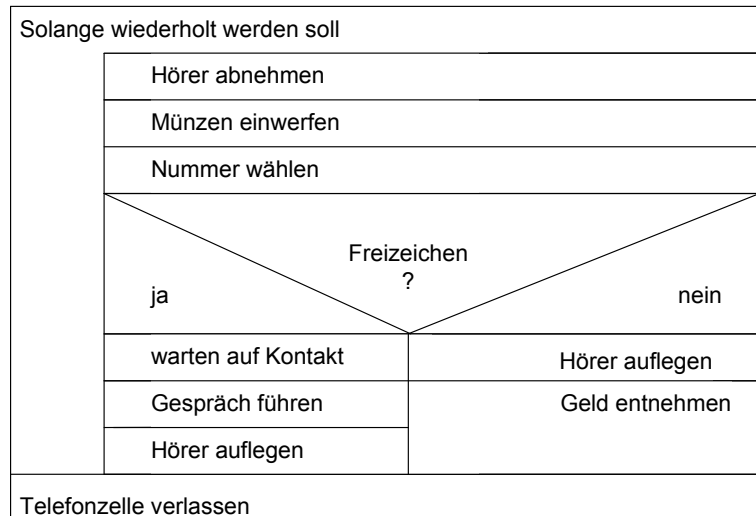 Solange wiederholt werden soll
Hörer abnehmen
Münzen einwerfen
Nummer wählen
Freizeichen
?
ja
nein
warten auf Kontakt
Hörer auflegen
Gespräch führen
Geld entnehmen
Hörer auflegen
Telefonzelle verlassen